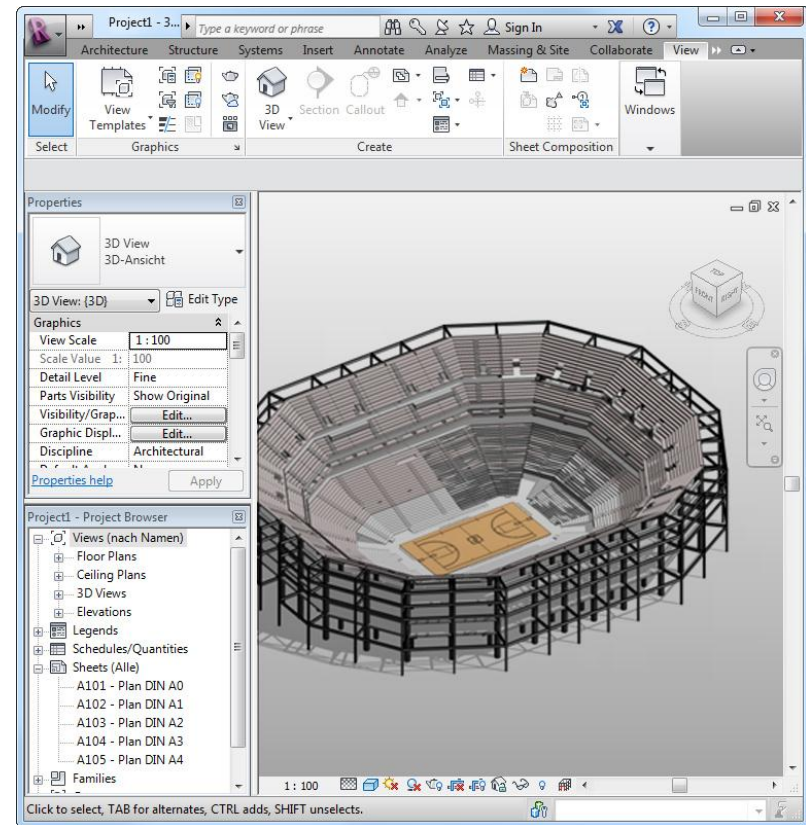 Project1 - 3...
Type a keyword or phrase
Sign In
Architecture Structure Systems Insert Annotate Analyze Massing & Site Collaborate View
Modify
View Templates
3D View
Section
Callout
Windows
Select Graphics Create Sheet Composition
Properties
3D View
3D-Ansicht
3D View: {3D} Edit Type
Graphics
View Scale 1 : 100
Scale Value 1: 100
Detail Level Fine
Parts Visibility Show Original
Visibility/Grap... Edit...
Graphic Displ... Edit...
Discipline Architectural
Properties help Apply
TOP
FRONT RIGHT
Project1 - Project Browser
Views (nach Namen)
Floor Plans
Ceiling Plans
3D Views
Elevations
Legends
Schedules/Quantities
Sheets (Alle)
A101 - Plan DIN A0
A102 - Plan DIN A1
A103 - Plan DIN A2
A104 - Plan DIN A3
A105 - Plan DIN A4
Families
1 : 100
Click to select, TAB for alternates, CTRL adds, SHIFT unselects.